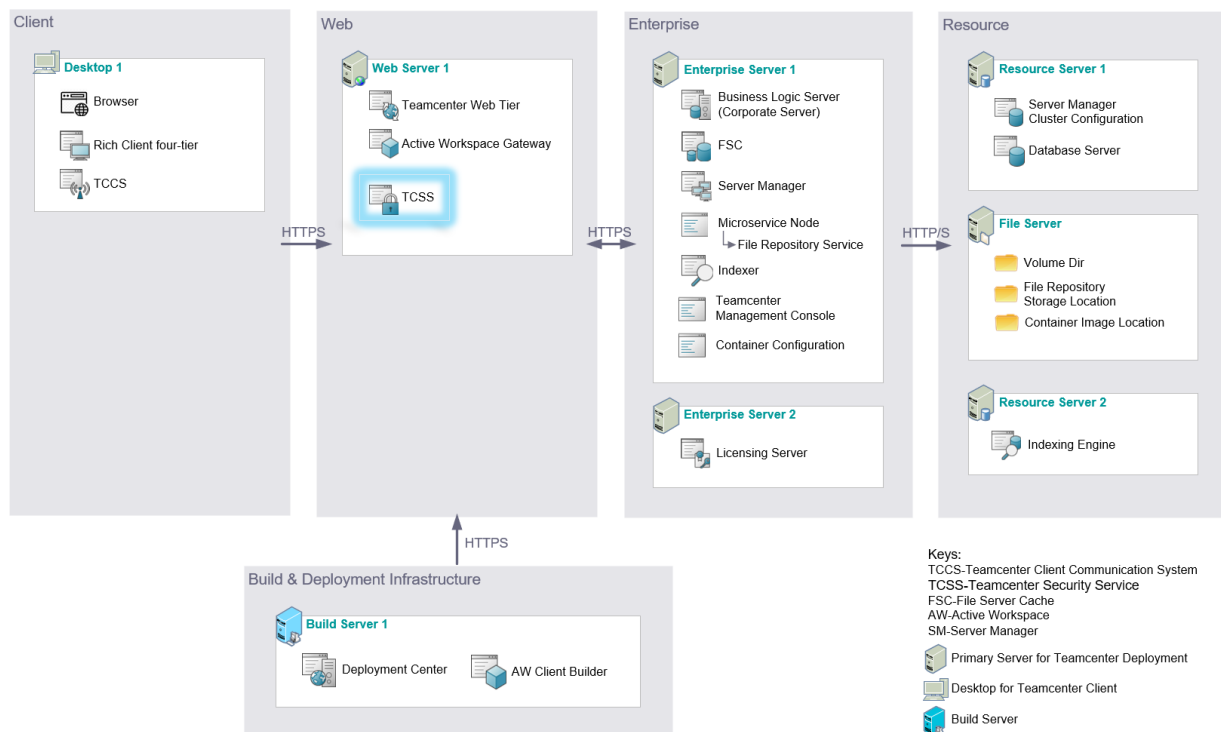 Client
Desktop 1
Browser
Rich Client four-tier
TCCS
HTTPS
Web
Web Server 1
Teamcenter Web Tier
Active Workspace Gateway
TCSS
HTTPS
Enterprise
Enterprise Server 1
Business Logic Server
(Corporate Server)
FSC
Server Manager
Microservice Node
File Repository Service
Indexer
Teamcenter
Management Console
Container Configuration
Enterprise Server 2
Licensing Server
HTTP/S
Resource
Resource Server 1
Server Manager
Cluster Configuration
Database Server
File Server
Volume Dir
File Repository
Storage Location
Container Image Location
Resource Server 2
Indexing Engine
HTTPS
Build & Deployment Infrastructure
Build Server 1
Deployment Center
AW Client Builder
Keys:
TCCS-Teamcenter Client Communication System
TCSS-Teamcenter Security Service
FSC-File Server Cache
AW-Active Workspace
SM-Server Manager
Primary Server for Teamcenter Deployment
Desktop for Teamcenter Client
Build Server